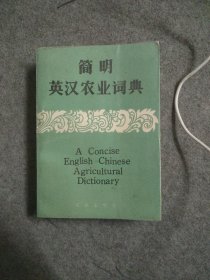 简明
英汉农业词典
A Concise
English Chinese
Agricultural
Dictionary